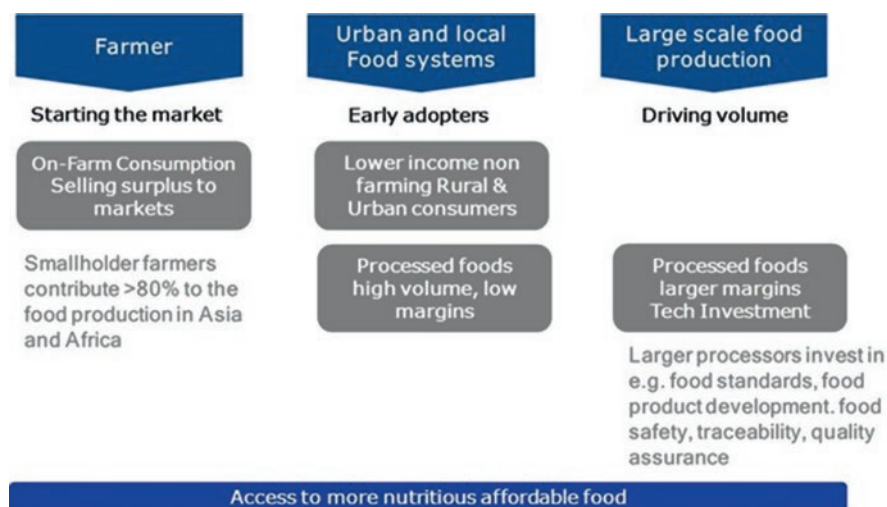 Farmer
Starting the market
On-Farm Consumption
Selling surplus to
markets
Smallholder farmers
contribute >80% to the
food production in Asia
and Africa
Urban and local
Food systems
Early adopters
Lower income non
farming Rural &
Urban consumers
Processed foods
high volume, low
margins
Large scale food
production
Driving volume
Processed foods
larger margins
Tech Investment
Larger processors invest in
e.g. food standards, food
product development. food
safety, traceability, quality
assurance
Access to more nutritious affordable food